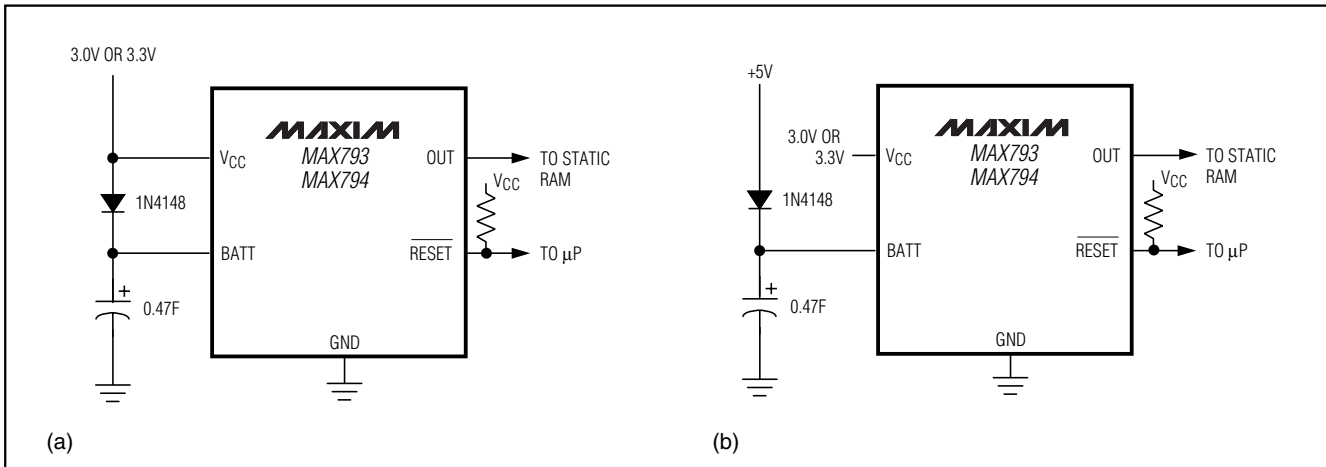 3.0V OR 3.3V
MAXIM
MAX793
MAX794
VCC
OUT
TO STATIC
RAM
VCC
1N4148
BATT
RESET
TO µP
+
0.47F
GND
(a)
+5V
3.0V OR
3.3V
MAXIM
MAX793
MAX794
VCC
OUT
TO STATIC
RAM
VCC
1N4148
BATT
RESET
TO µP
+
0.47F
GND
(b)